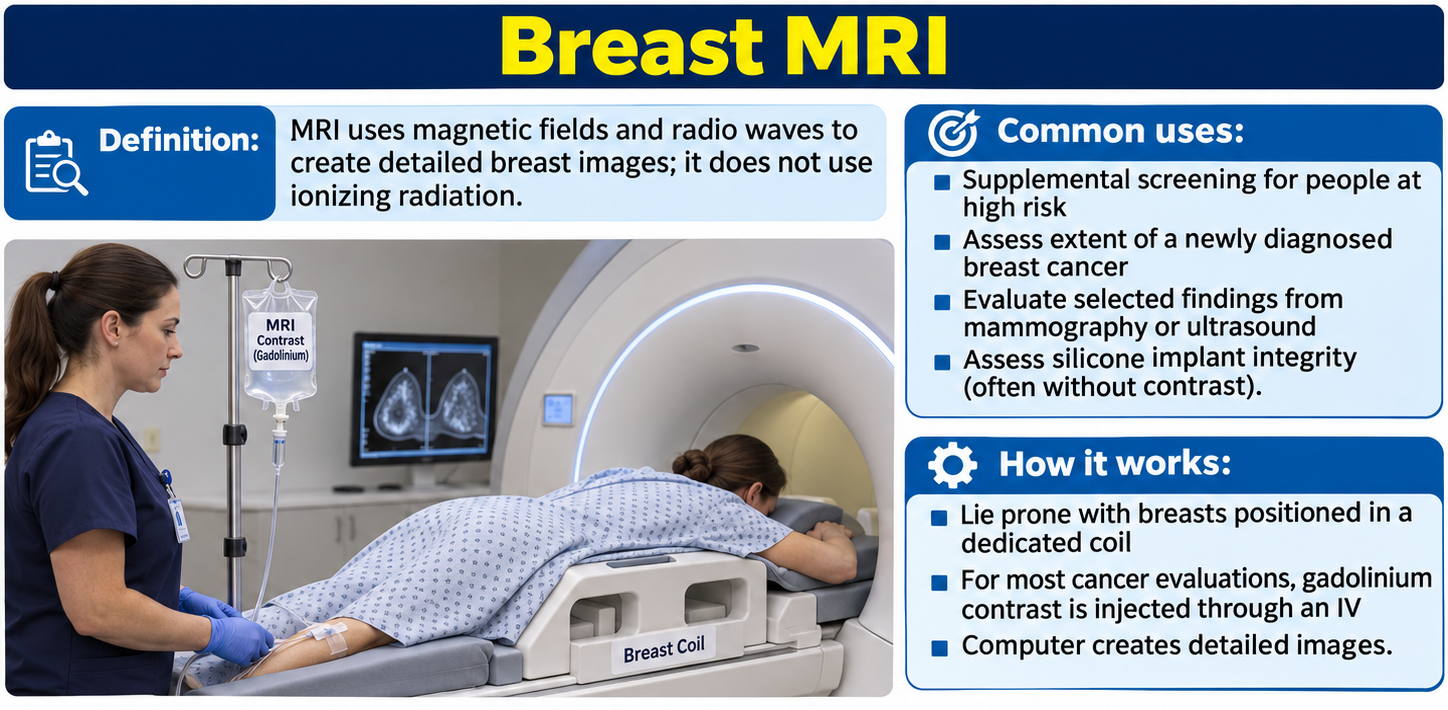 Breast MRI
Definition:
MRI uses magnetic fields and radio waves to
create detailed breast images; it does not use
ionizing radiation.
MRI
Contrast
(Gadolinium)
Breast Coil
Common uses:
Supplemental screening for people at
high risk
Assess extent of a newly diagnosed
breast cancer
Evaluate selected findings from
mammography or ultrasound
Assess silicone implant integrity
(often without contrast).
How it works:
Lie prone with breasts positioned in a
dedicated coil
For most cancer evaluations, gadolinium
contrast is injected through an IV
Computer creates detailed images.